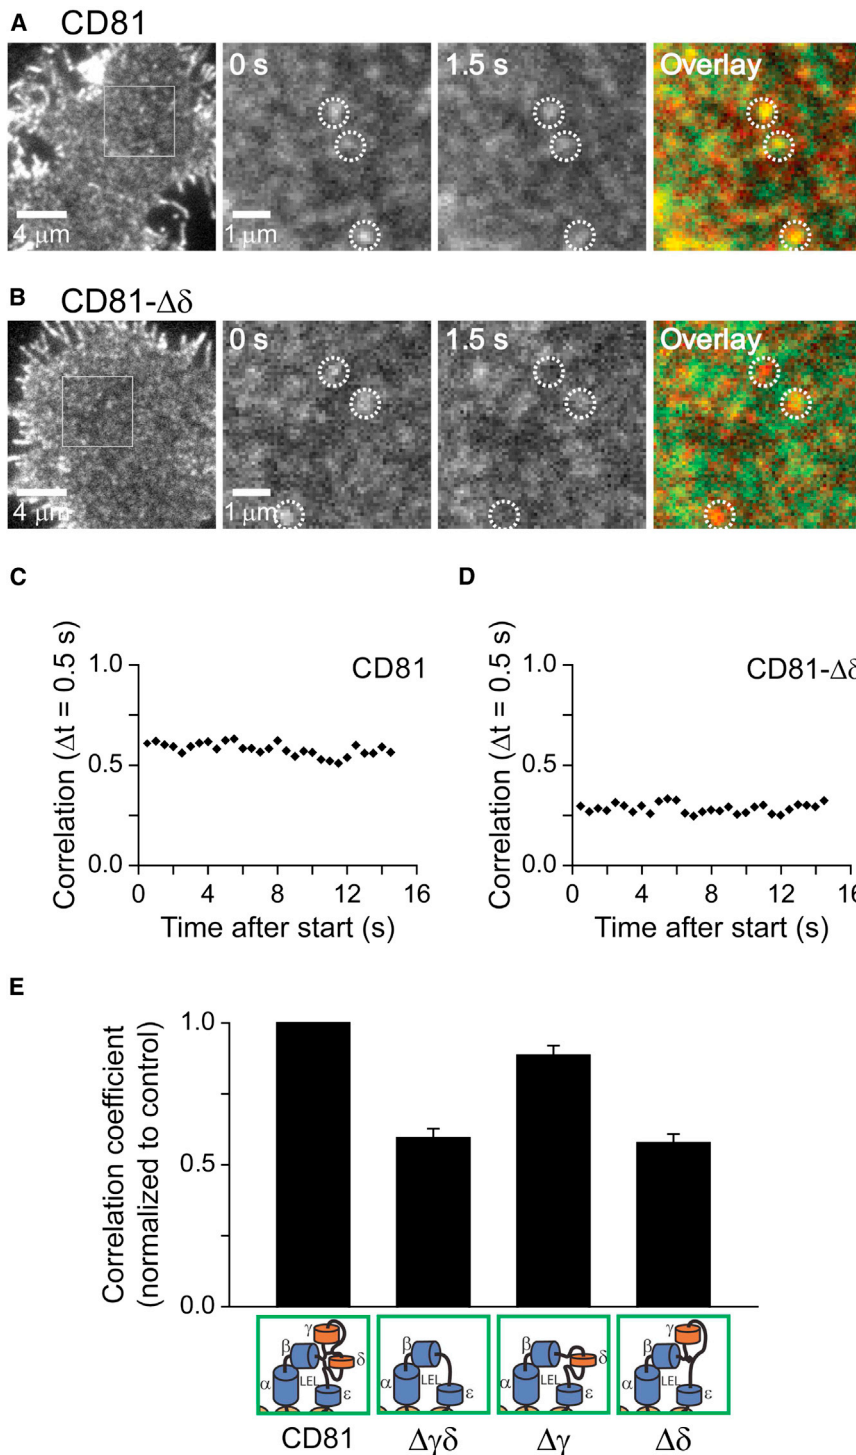 A CD81
0 s 1.5 s Overlay
4 μm 1 μm
B CD81-Δδ
0 s 1.5 s Overlay
4 μm 1 μm
C D
Correlation (Δt = 0.5 s)
1.0
0.5
0.0
CD81
0 4 8 12 16
Time after start (s)
Correlation (Δt = 0.5 s)
1.0
0.5
0.0
CD81-Δδ
0 4 8 12 16
Time after start (s)
E
Correlation coefficient
(normalized to control)
1.0
0.5
0.0
α β γ δ LEL ε
α β LEL ε
α β δ LEL ε
α β γ LEL ε
CD81 Δγδ Δγ Δδ